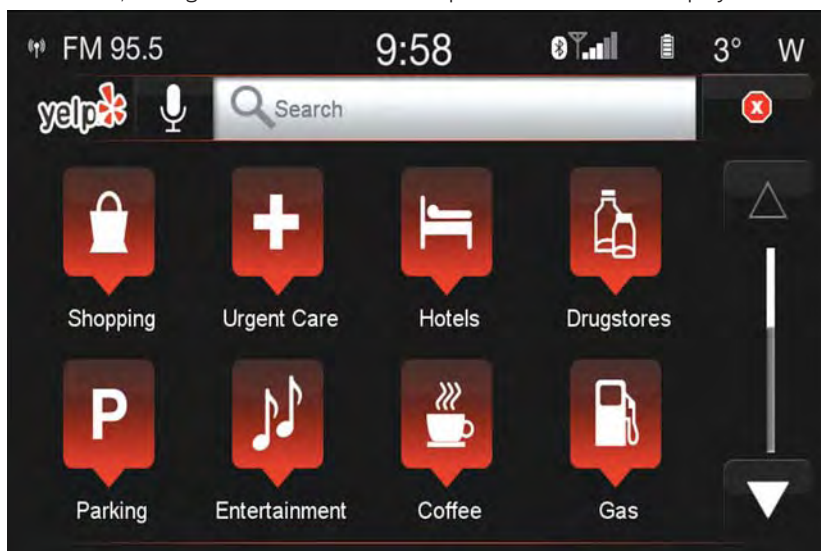 FM 95.5 9:58 3° W
yelp Search X
Shopping Urgent Care Hotels Drugstores
P
Parking Entertainment Coffee Gas